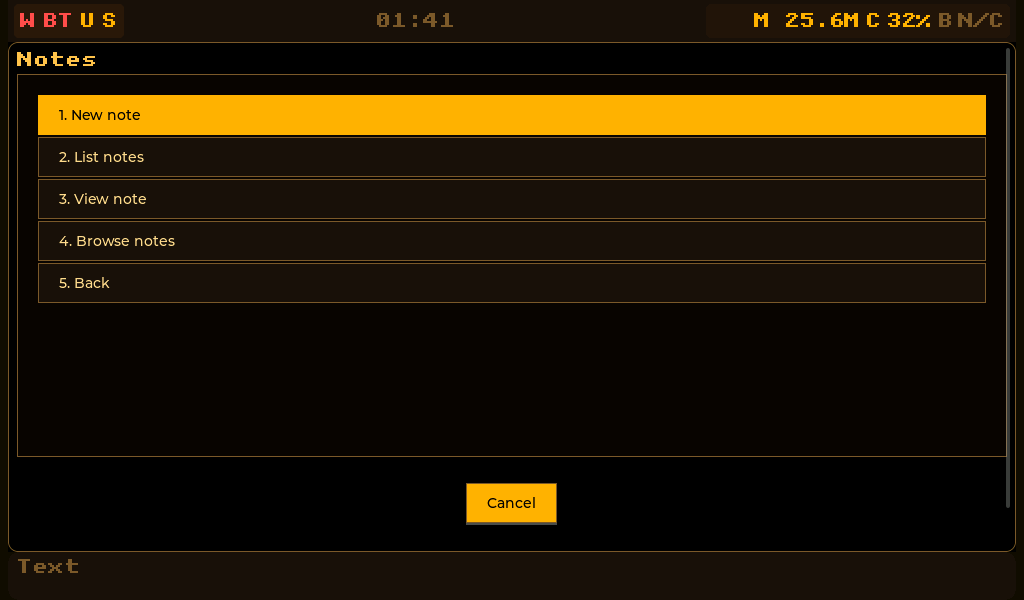 W BT U S 01:41 M 25.6M C 32% B N/C
Notes
1. New note
2. List notes
3. View note
4. Browse notes
5. Back
Cancel
Text